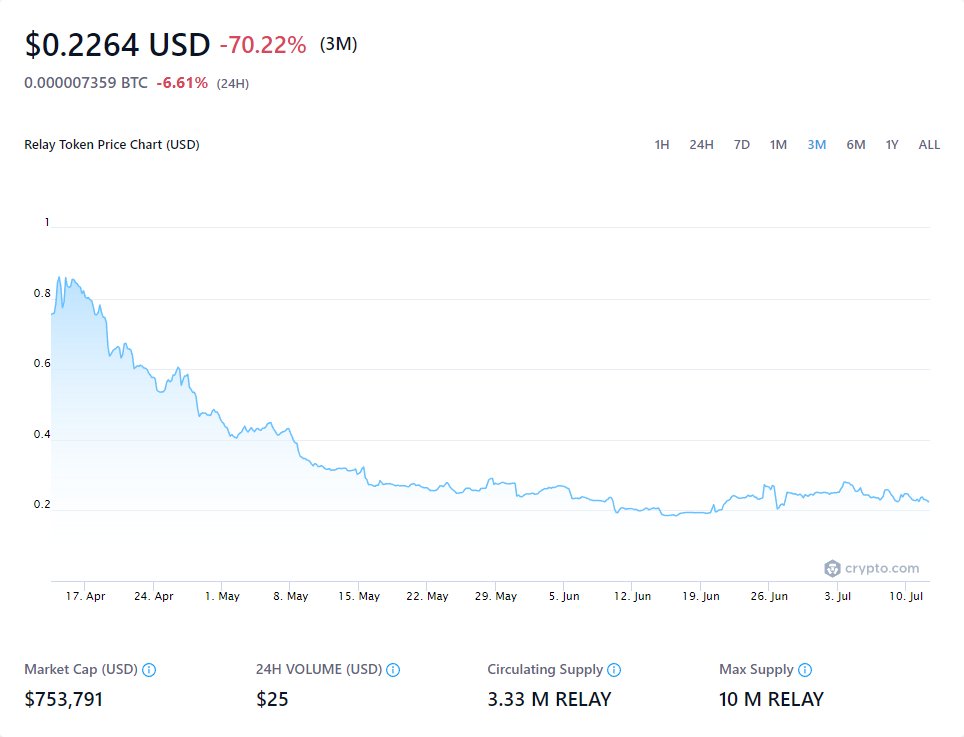 $0.2264 USD -70.22% (3M)
0.000007359 BTC -6.61% (24H)
Relay Token Price Chart (USD) 1H 24H 7D 1M 3M 6M 1Y ALL
1
0.8
0.6
0.4
0.2
crypto.com
17. Apr 24. Apr 1. May 8. May 15. May 22. May 29. May 5. Jun 12. Jun 19. Jun 26. Jun 3. Jul 10. Jul
Market Cap (USD) 24H VOLUME (USD) Circulating Supply Max Supply
$753,791 $25 3.33 M RELAY 10 M RELAY